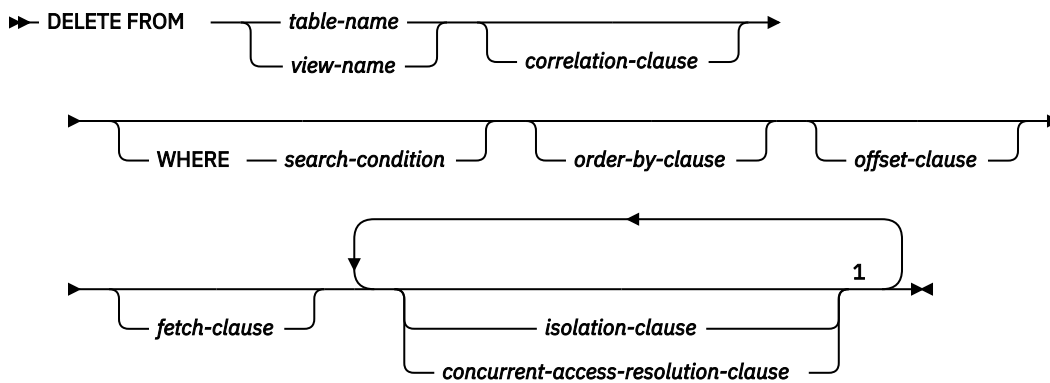 DELETE FROM table-name
view-name correlation-clause
WHERE search-condition order-by-clause offset-clause
1
fetch-clause isolation-clause
concurrent-access-resolution-clause